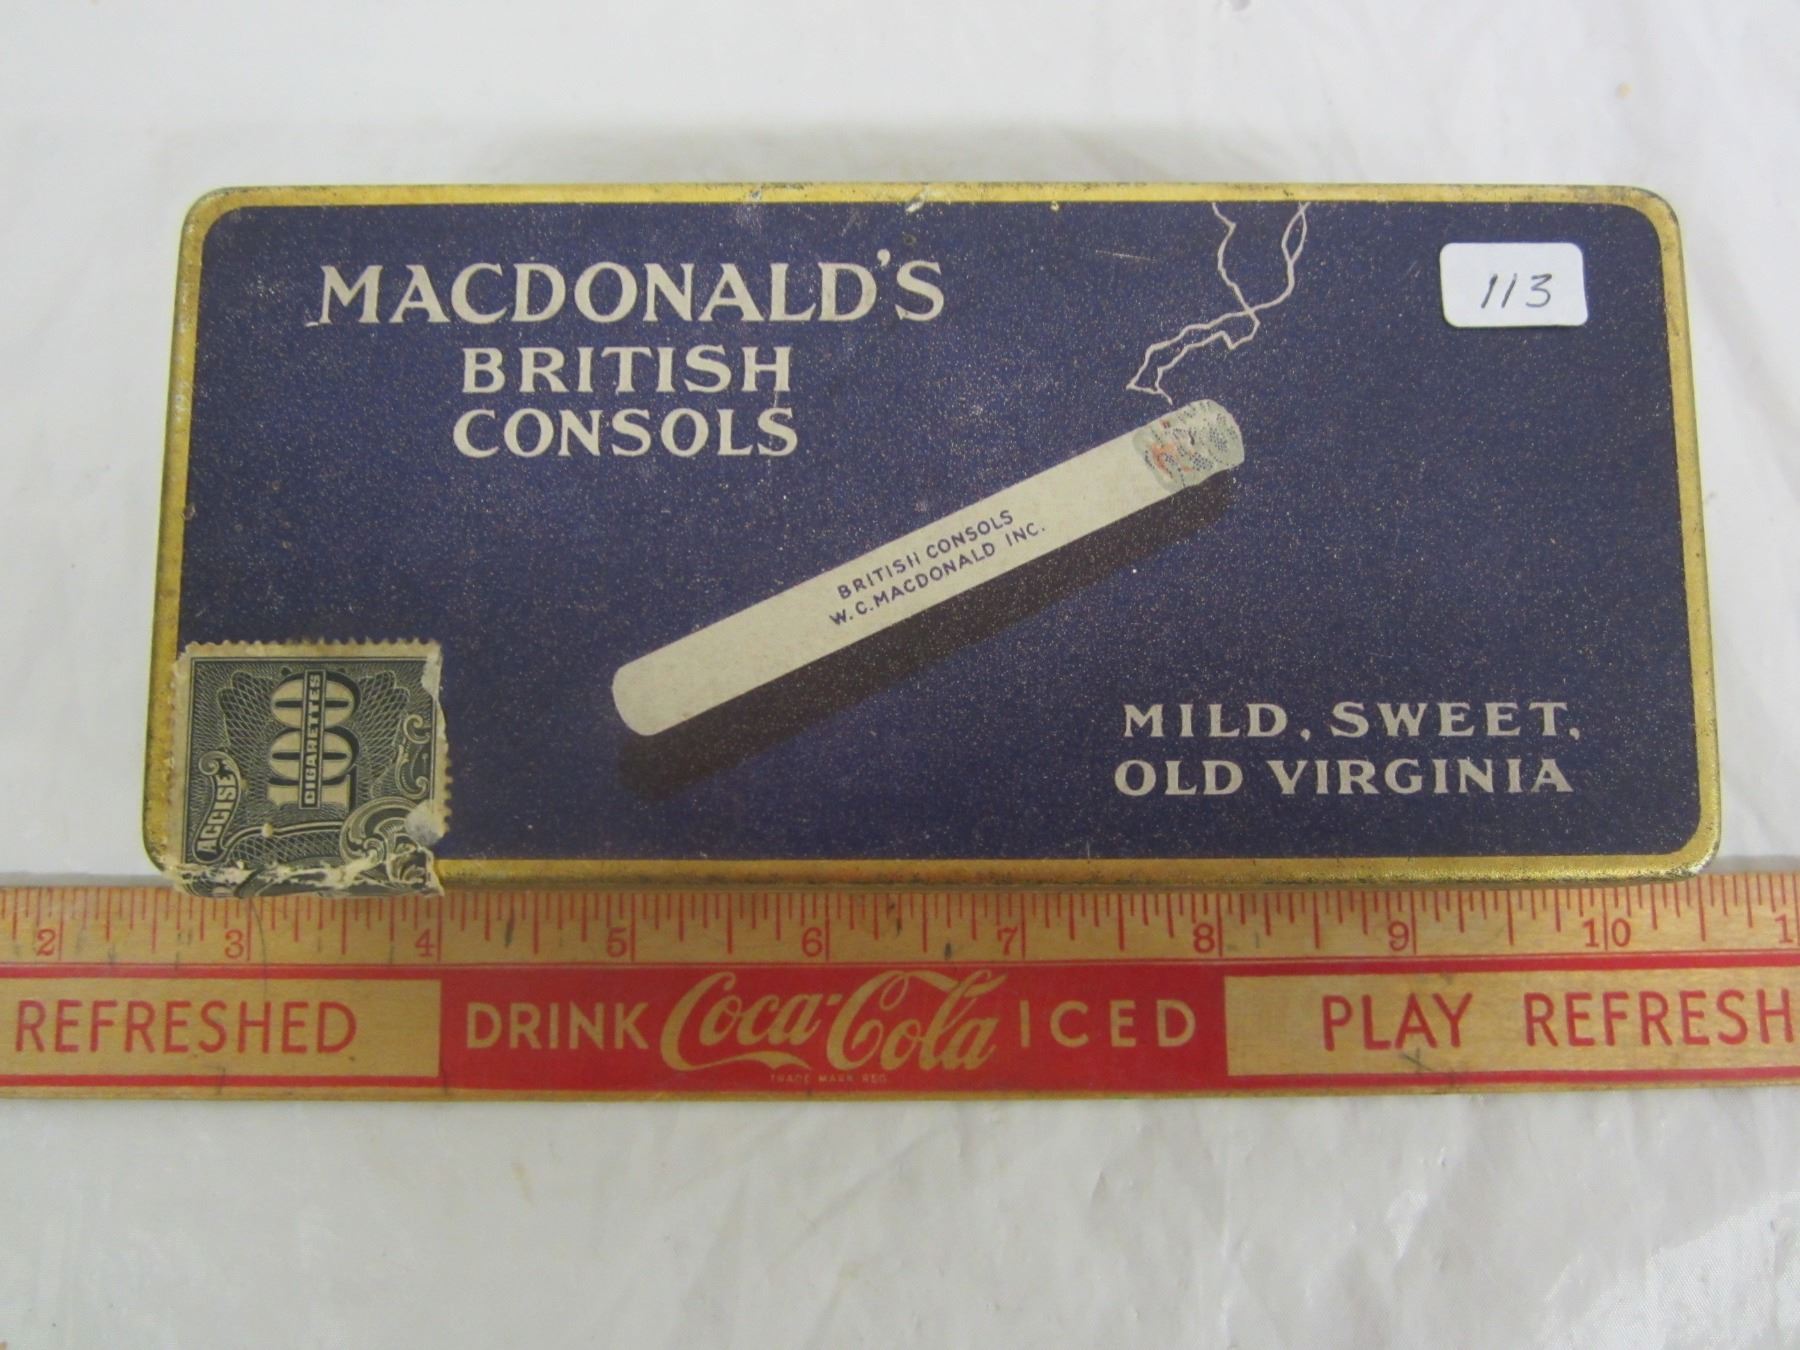 MACDONALD'S
BRITISH
CONSOLS
113
BRITISH CONSOLS
W. C. MACDONALD INC.
MILD, SWEET,
OLD VIRGINIA
100
CIGARETTES
ACCISE
2 3 4 5 6 7 8 9 10
REFRESHED DRINK Coca-Cola ICED PLAY REFRESH
TRADE MARK REG